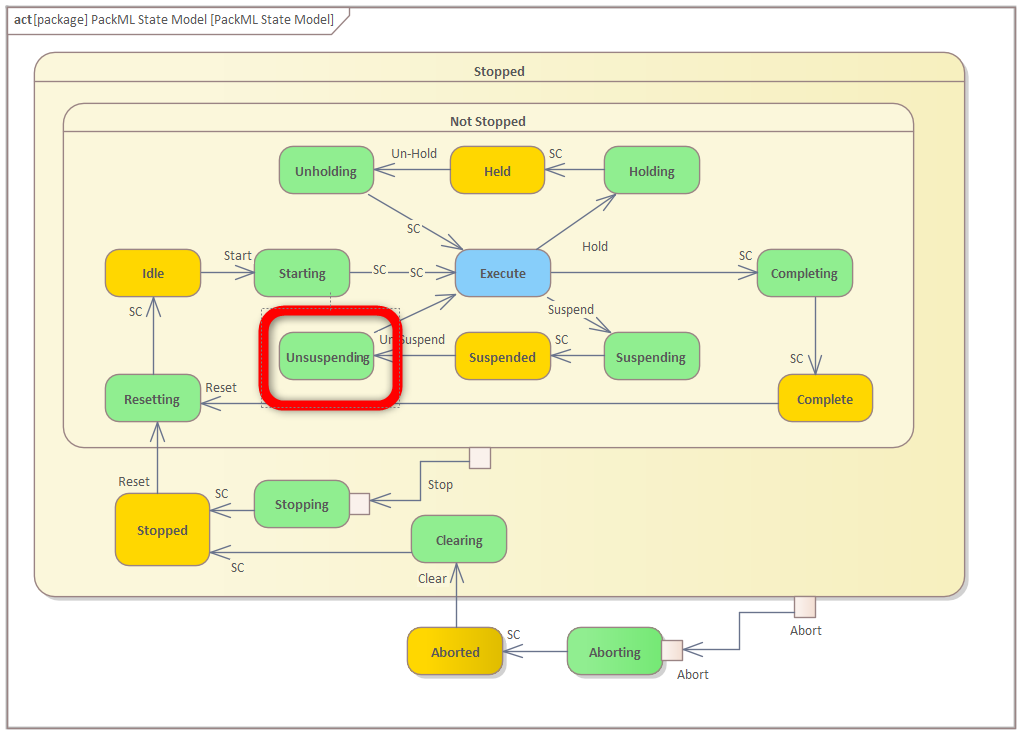 act [package] PackML State Model [PackML State Model]
Stopped
Not Stopped
Unholding
Un-Hold
Held
SC
Holding
SC
Hold
Idle
Start
Starting
SC
SC
Execute
SC
Completing
Suspend
SC
Unsuspending
Suspend
Suspended
SC
Suspending
SC
Resetting
Reset
Complete
Reset
Stopped
SC
Stopping
Stop
Clearing
SC
Clear
Aborted
SC
Aborting
Abort
Abort